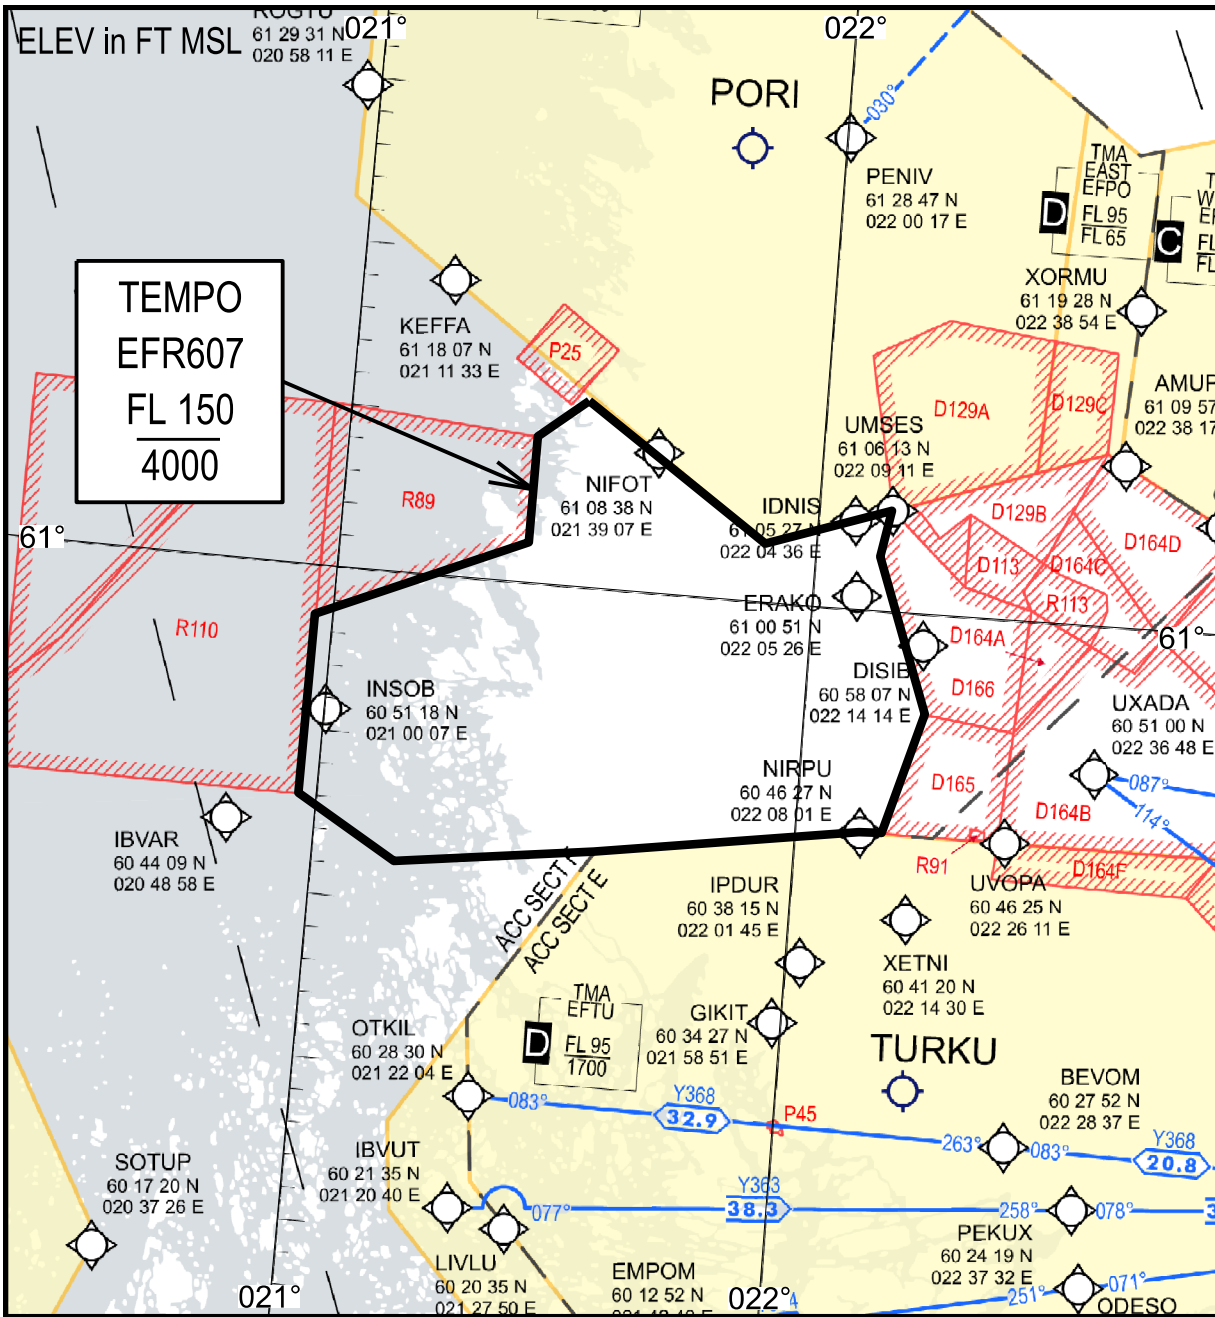 ELEV in FT MSL
ROGTU
61 29 31 N
020 58 11 E
021°
022°
PORI
030°
PENIV
61 28 47 N
022 00 17 E
TMA
EAST
EFPO
D
FL 95
FL 65
C
XORMU
61 19 28 N
022 38 54 E
TEMPO
EFR607
FL 150
4000
KEFFA
61 18 07 N
021 11 33 E
P25
D129A
D129C
UMSES
61 06 13 N
022 09 11 E
61 09 57
022 38 17
R89
NIFOT
61 08 38 N
021 39 07 E
IDNIS
61 05 27 N
022 04 36 E
D129B
D164D
61°
D113
D164C
R113
ERAKO
61 00 51 N
022 05 26 E
R110
D164A
61°
DISIB
60 58 07 N
022 14 14 E
D166
INSOB
60 51 18 N
021 00 07 E
UXADA
60 51 00 N
022 36 48 E
NIRPU
60 46 27 N
022 08 01 E
D165
087°
114°
D164B
IBVAR
60 44 09 N
020 48 58 E
R91
D164F
ACC SECT E
IPDUR
60 38 15 N
022 01 45 E
UVOPA
60 46 25 N
022 26 11 E
XETNI
60 41 20 N
022 14 30 E
TMA
EFTU
D
FL 95
1700
GIKIT
60 34 27 N
021 58 51 E
OTKIL
60 28 30 N
021 22 04 E
TURKU
BEVOM
60 27 52 N
022 28 37 E
083°
Y368
32.9
P45
263°
083°
Y368
20.8
IBVUT
60 21 35 N
021 20 40 E
SOTUP
60 17 20 N
020 37 26 E
077°
Y363
38.3
258°
078°
PEKUX
60 24 19 N
022 37 32 E
LIVLU
60 20 35 N
021 27 50 E
EMPOM
60 12 52 N
021°
022°
251°
071°
ODESO